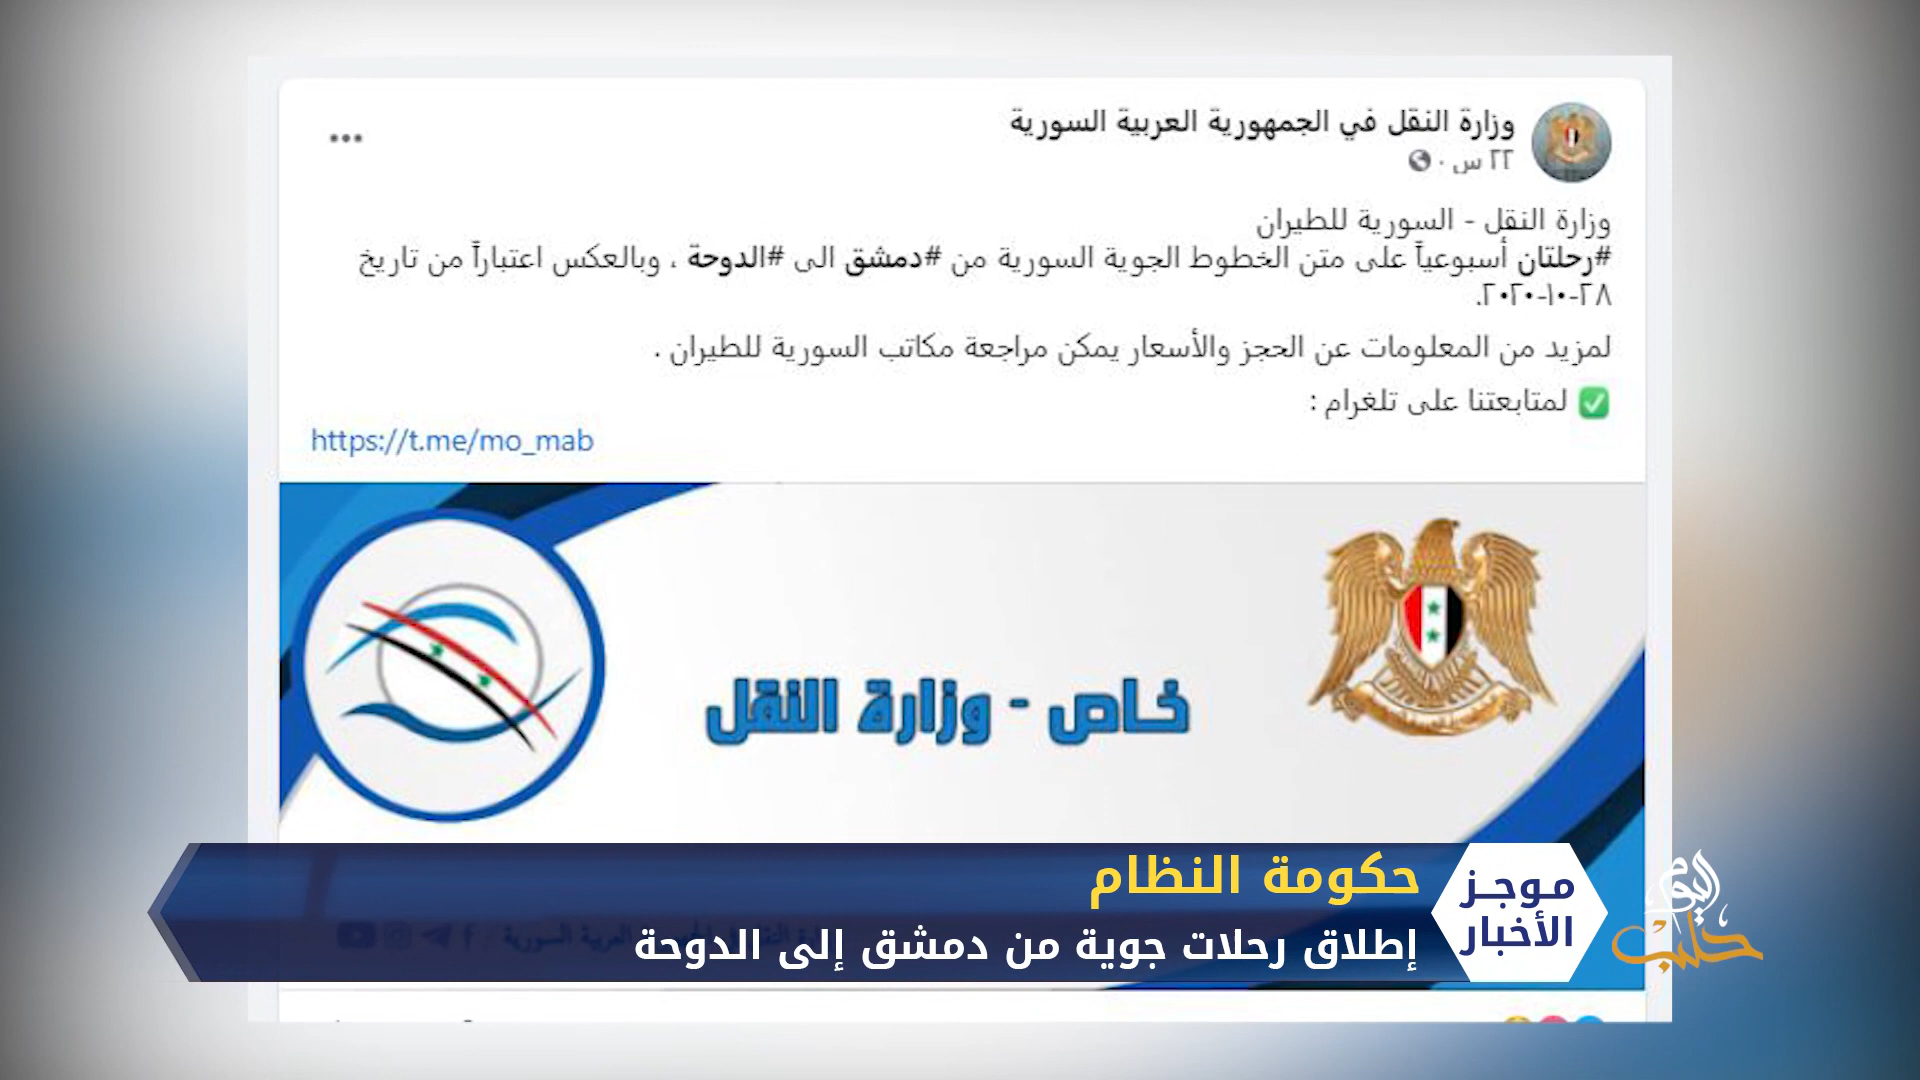 وزارة النقل في الجمهورية العربية السورية
٢٢ س ·
وزارة النقل - السورية للطيران
#رحلتان أسبوعياً على متن الخطوط الجوية السورية من #دمشق الى #الدوحة ، وبالعكس اعتباراً من تاريخ
٢٨-١٠-٢٠٢٠.
لمزيد من المعلومات عن الحجز والأسعار يمكن مراجعة مكاتب السورية للطيران .
✅ لمتابعتنا على تلغرام :
https://t.me/mo_mab
خاص - وزارة النقل
حكومة النظام
إطلاق رحلات جوية من دمشق إلى الدوحة
موجز
الأخبار
حلب
اليوم